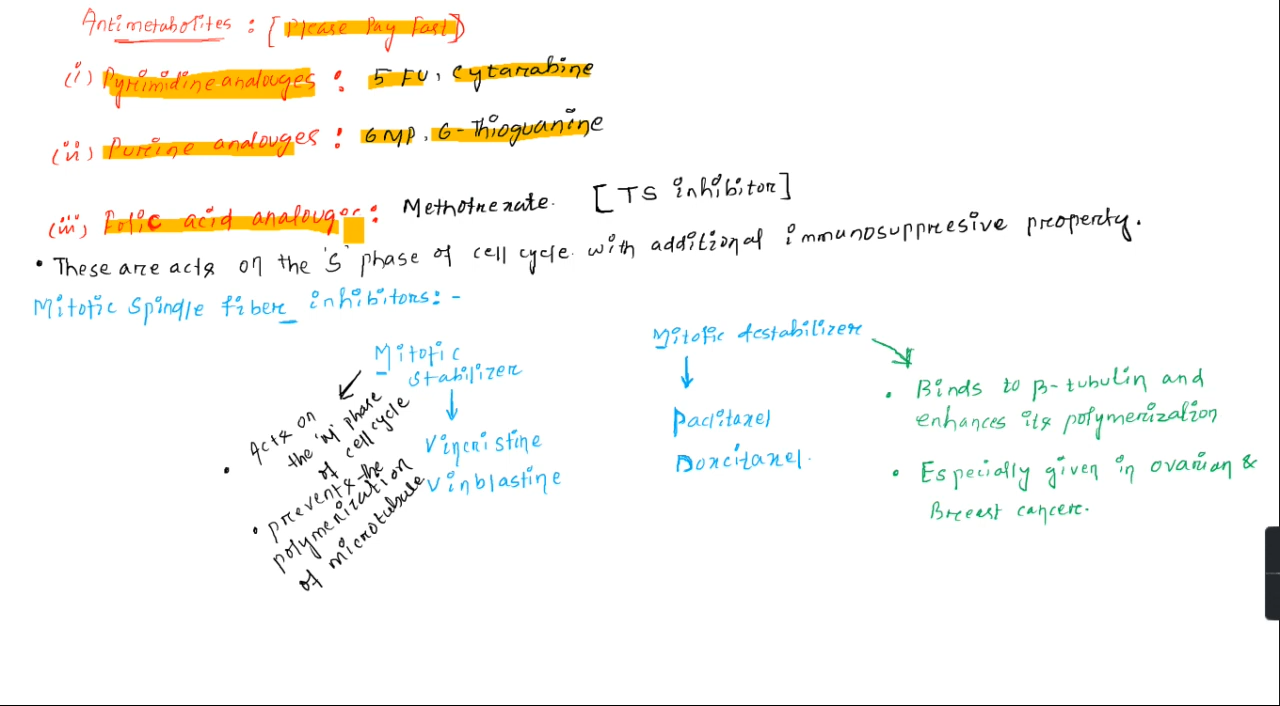 Antimetabolites : [Please Pay Fast]
(i) Pyrimidine analouges : 5 FU, Cytarabine
(ii) Purine analouges : 6 MP, 6-Thioguanine
(iii) Folic acid analouges : Methotrexate. [TS inhibitor]
• These are acts on the 'S' phase of cell cycle. with additional immunosuppresive property.
Mitotic Spindle fiber inhibitors: -
Mitotic
Stabilizer
Vincristine
Vinblastine
• Acts on
the 'M' phase
of cell cycle
• prevents the
polymerization
of microtubule
Mitotic destabilizer
Paclitaxel
Doxcitaxel.
• Binds to β-tubulin and
enhances its polymerization
• Especially given in ovarian &
Breast cancer.